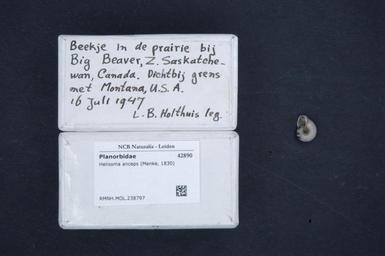 Beekje in de prairie bij
Big Beaver, Z. Saskatche-
wan, Canada. Dichtbij grens
met Montana, U.S.A.
16 Juli 1947
L. B. Holthuis leg.
NCB Naturalis - Leiden
Planorbidae 42890
Helisoma anceps (Menke, 1830)
RMNH.MOL.238797